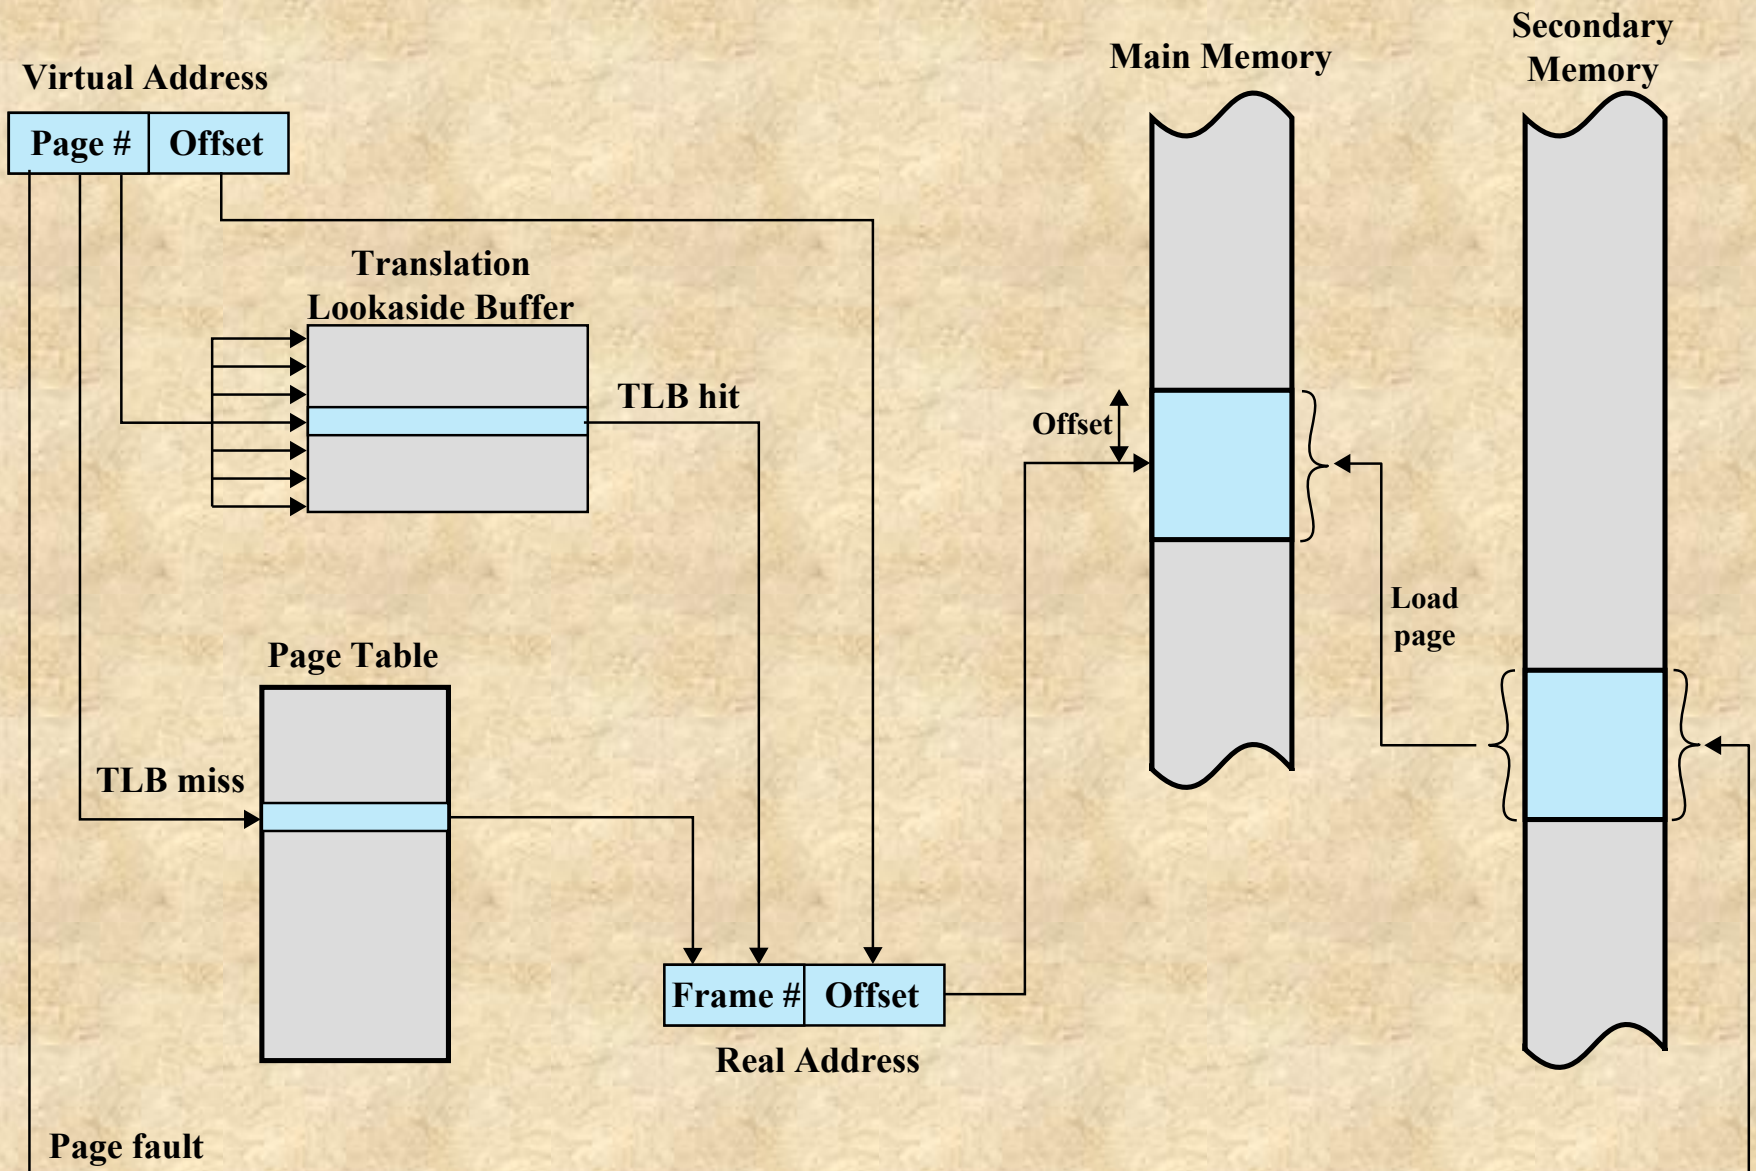 Secondary
Memory
Main Memory
Virtual Address
Page # Offset
Translation
Lookaside Buffer
TLB hit
Offset
Load
page
Page Table
TLB miss
Frame # Offset
Real Address
Page fault